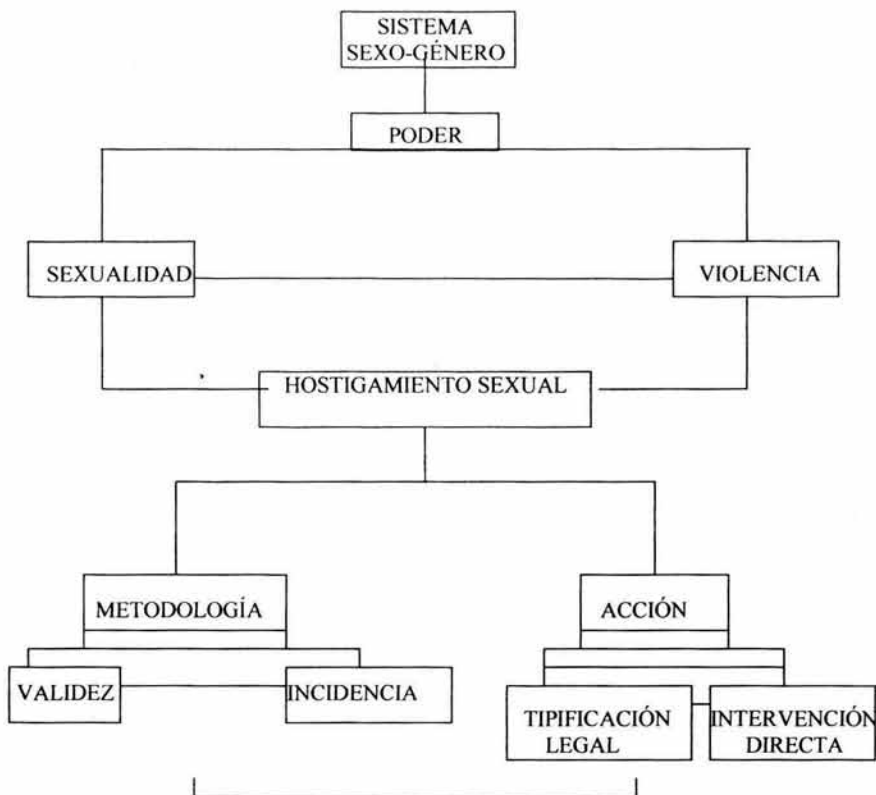 SISTEMA
SEXO-GÉNERO
PODER
SEXUALIDAD
VIOLENCIA
HOSTIGAMIENTO SEXUAL
METODOLOGÍA
ACCIÓN
VALIDEZ
INCIDENCIA
TIPIFICACIÓN
LEGAL
INTERVENCIÓN
DIRECTA